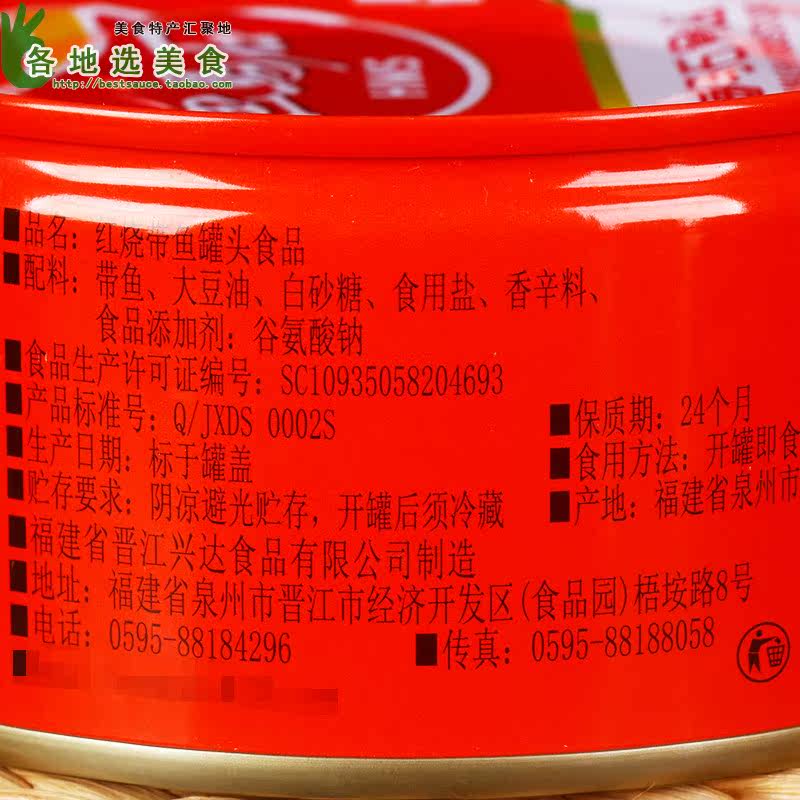 美食特产汇聚地
各地选美食
http://bestsauce.taobao.com
品名：红烧带鱼罐头食品
配料：带鱼、大豆油、白砂糖、食用盐、香辛料、
食品添加剂：谷氨酸钠
食品生产许可证编号：SC10935058204693
产品标准号：Q/JXDS 0002S
生产日期：标于罐盖
贮存要求：阴凉避光贮存，开罐后须冷藏
保质期：24个月
食用方法：开罐即食
产地：福建省泉州市
福建省晋江兴达食品有限公司制造
地址：福建省泉州市晋江市经济开发区(食品园)梧垵路8号
电话：0595-88184296
传真：0595-88188058